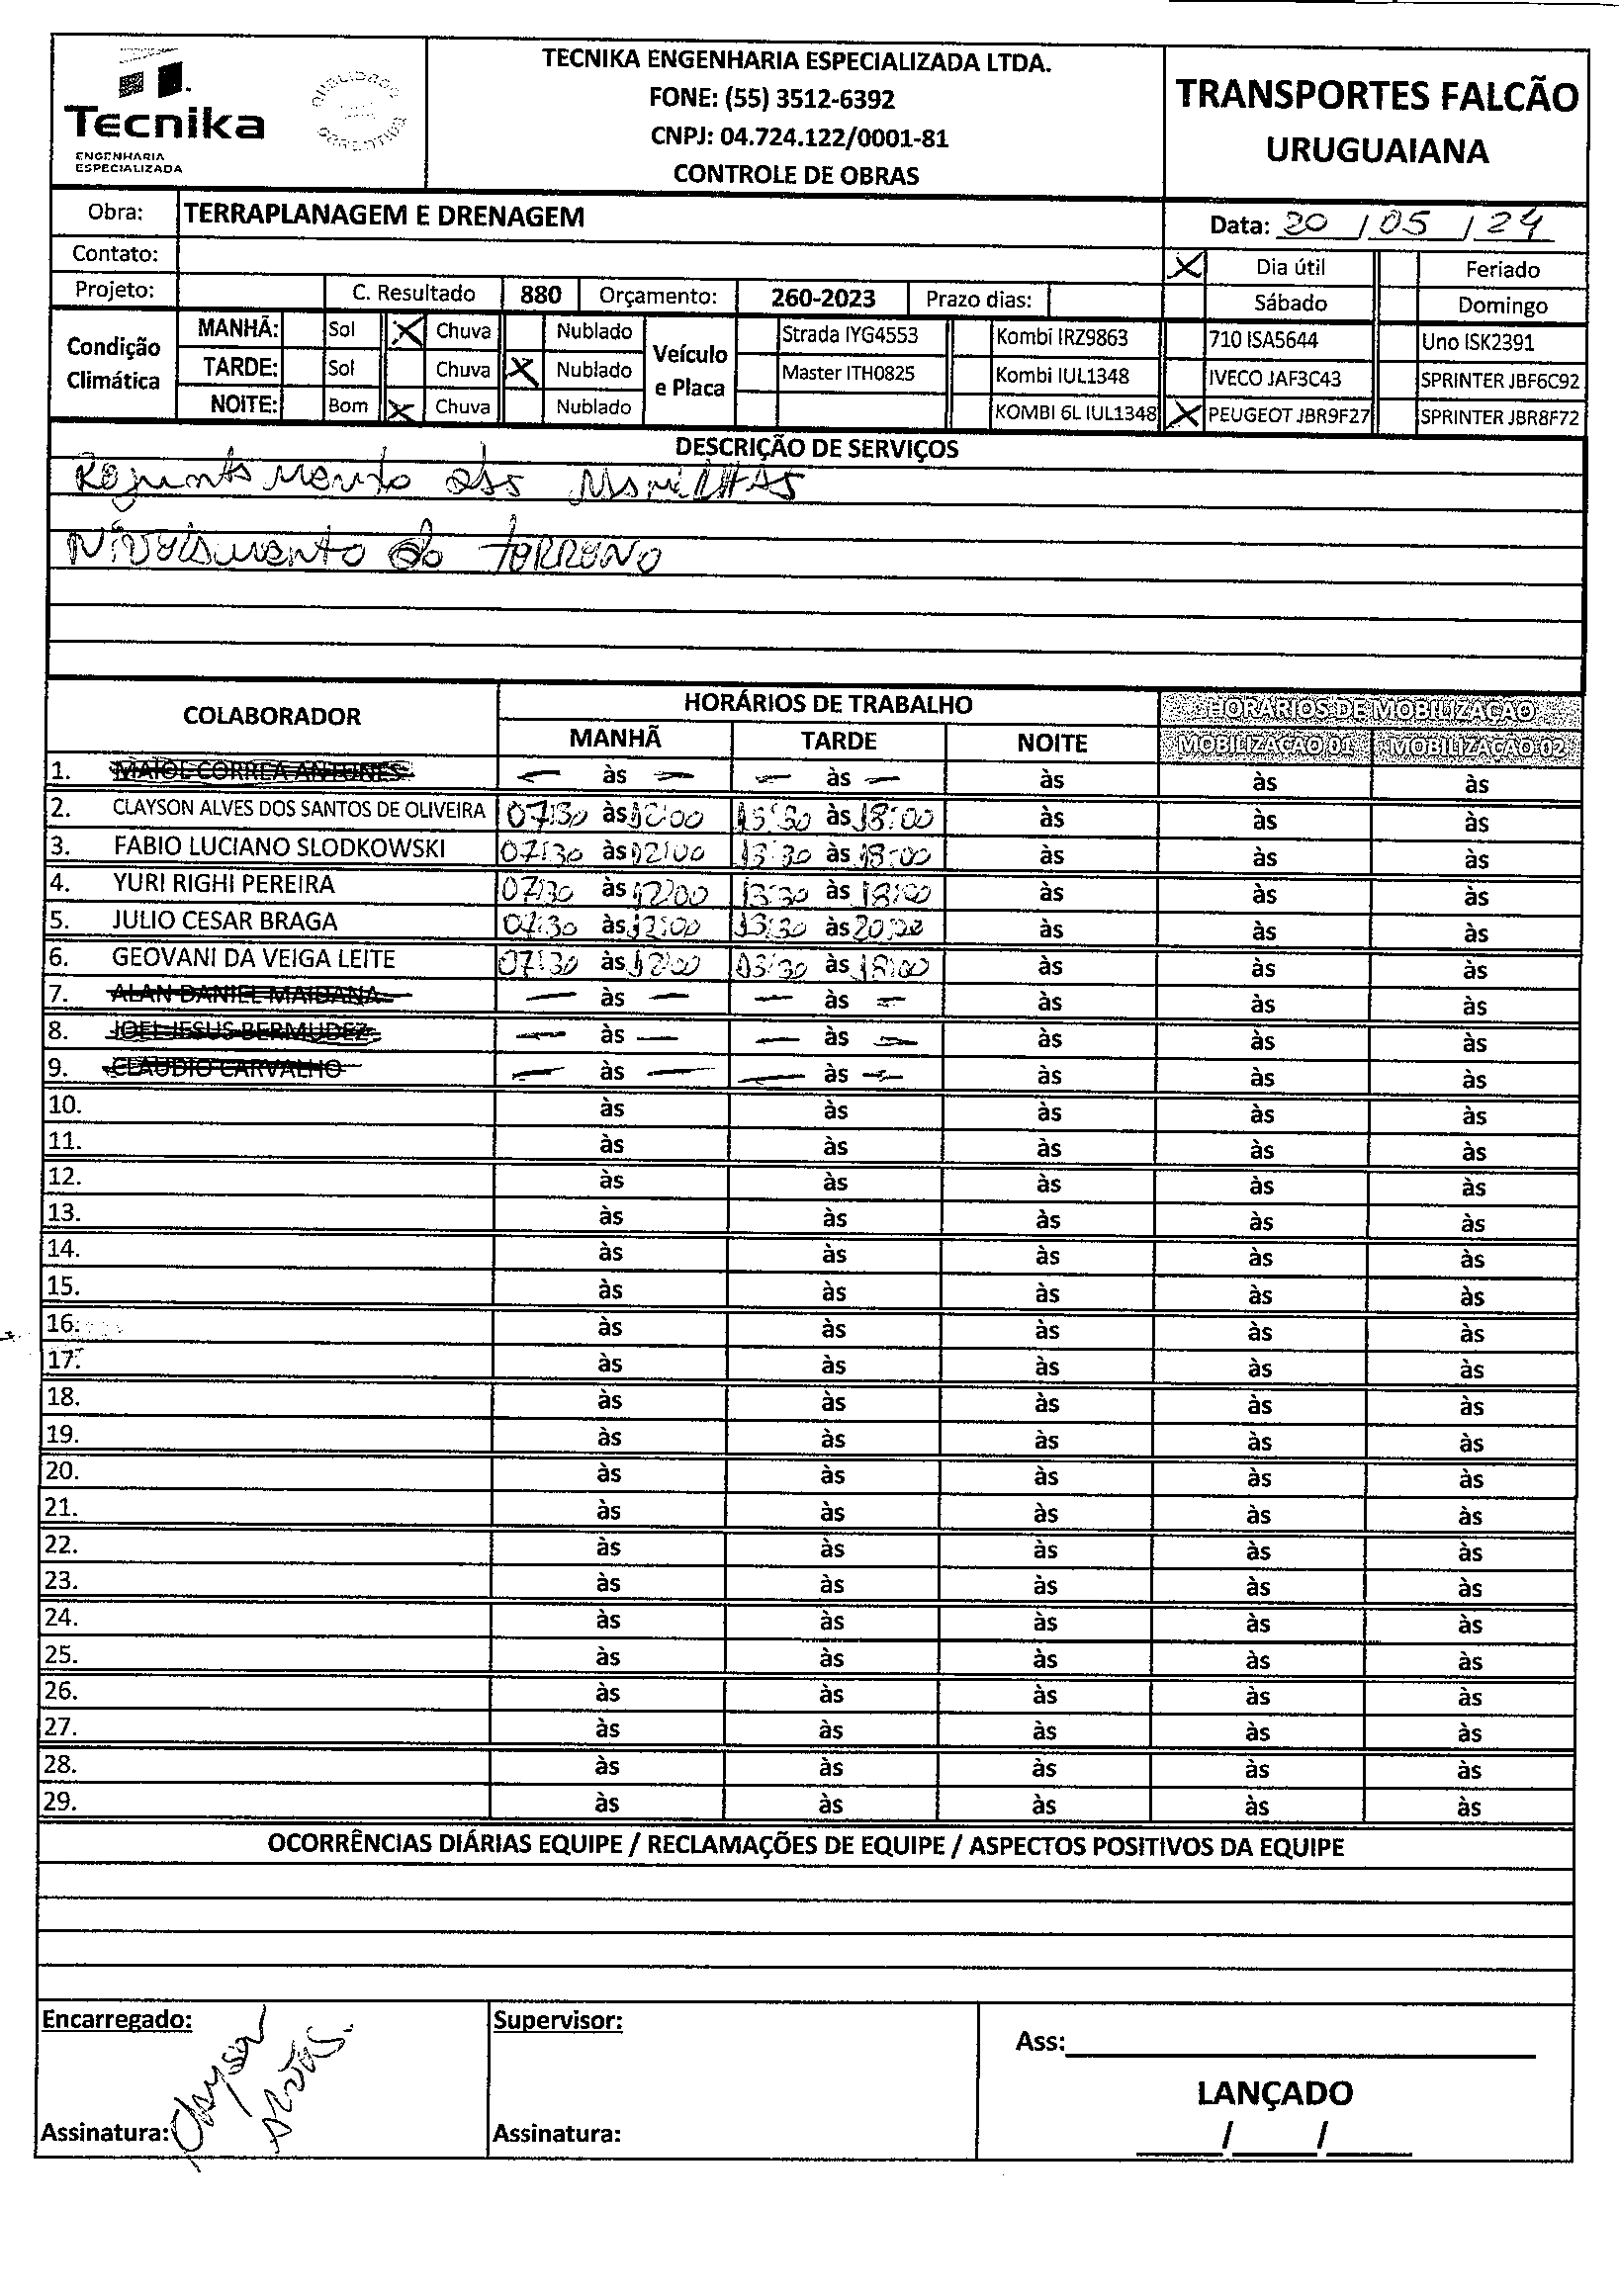 Tecnika
ENGENHARIA
ESPECIALIZADA
TECNIKA ENGENHARIA ESPECIALIZADA LTDA.
FONE: (55) 3512-6392
CNPJ: 04.724.122/0001-81
CONTROLE DE OBRAS
TRANSPORTES FALCÃO
URUGUAIANA
Obra: TERRAPLANAGEM E DRENAGEM
Data: 20 / 05 / 24
Contato:
X Dia útil Feriado
Projeto: C. Resultado 880 Orçamento: 260-2023 Prazo dias:
Sábado Domingo
Condição Climática
MANHÃ: Sol X Chuva Nublado
TARDE: Sol Chuva X Nublado
NOITE: Bom X Chuva Nublado
Veículo e Placa
Strada IYG4553 Kombi IRZ9863 710 ISA5644 Uno ISK2391
Master ITH0825 Kombi IUL1348 IVECO JAF3C43 SPRINTER JBF6C92
KOMBI 6L IUL1348 X PEUGEOT JBR9F27 SPRINTER JBR8F72
DESCRIÇÃO DE SERVIÇOS
Rejuntamento das Manilhas
Nivelamento do terreno
COLABORADOR HORÁRIOS DE TRABALHO HORÁRIOS DE MOBILIZAÇÃO
MANHÃ TARDE NOITE MOBILIZAÇÃO 01 MOBILIZAÇÃO 02
1. MAIOL CORREA ANTUNES — às — — às — às às às
2. CLAYSON ALVES DOS SANTOS DE OLIVEIRA 07:30 às 12:00 13:30 às 18:00 às às às
3. FABIO LUCIANO SLODKOWSKI 07:30 às 12:00 13:30 às 18:00 às às às
4. YURI RIGHI PEREIRA 07:30 às 12:00 13:30 às 18:00 às às às
5. JULIO CESAR BRAGA 07:30 às 12:00 13:30 às 20:00 às às às
6. GEOVANI DA VEIGA LEITE 07:30 às 12:00 13:30 às 18:00 às às às
7. ALAN DANIEL MAIDANA — às — — às — às às às
8. JOEL JESUS BERMUDEZ — às — — às — às às às
9. CLAUDIO CARVALHO — às — — às — às às às
10. às às às às às
11. às às às às às
12. às às às às às
13. às às às às às
14. às às às às às
15. às às às às às
16. às às às às às
17. às às às às às
18. às às às às às
19. às às às às às
20. às às às às às
21. às às às às às
22. às às às às às
23. às às às às às
24. às às às às às
25. às às às às às
26. às às às às às
27. às às às às às
28. às às às às às
29. às às às às às
OCORRÊNCIAS DIÁRIAS EQUIPE / RECLAMAÇÕES DE EQUIPE / ASPECTOS POSITIVOS DA EQUIPE
Encarregado:
Supervisor:
Ass:
LANÇADO
Assinatura: Clayson Alves
Assinatura:
/ /